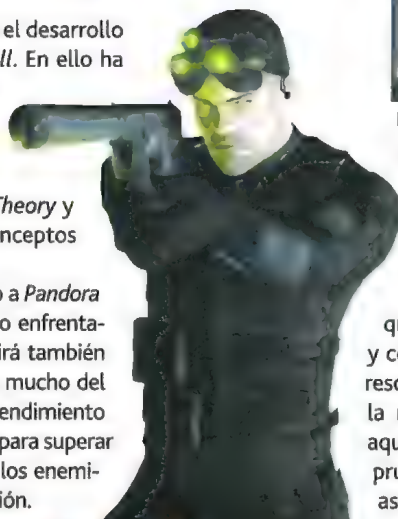 el desarrollo
ll. En ello ha
Theory y
nceptos
o a Pandora
o enfrenta-
irá también
mucho del
endimiento
para superar
los enemi-
ión.
y co
reso
la
aqu
pru
as